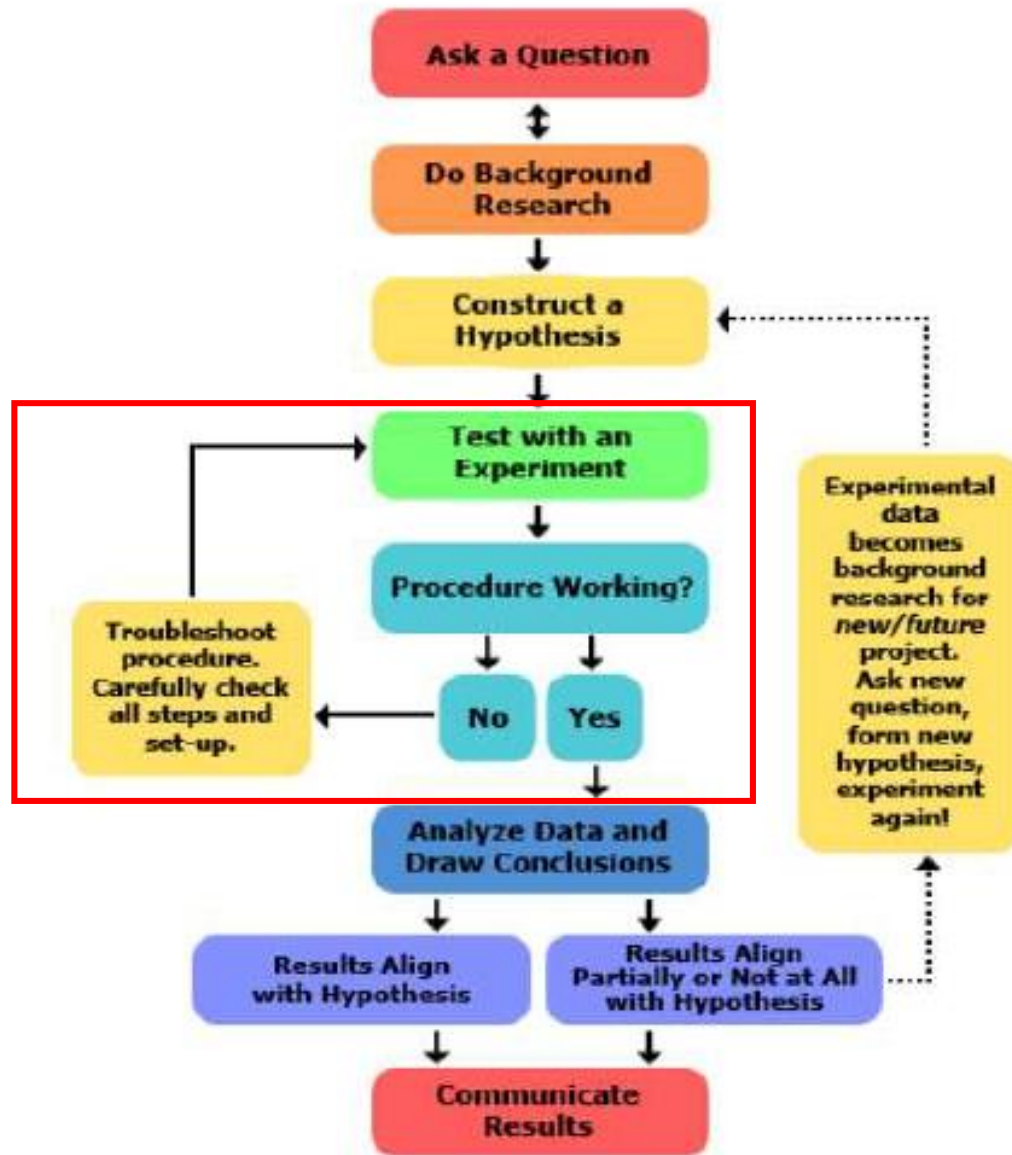 Ask a Question
Do Background
Research
Construct a
Hypothesis
Test with an
Experiment
Procedure Working?
No
Yes
Troubleshoot
procedure.
Carefully check
all steps and
set-up.
Experimental
data
becomes
background
research for
new/future
project.
Ask new
question,
form new
hypothesis,
experiment
again!
Analyze Data and
Draw Conclusions
Results Align
with Hypothesis
Results Align
Partially or Not at All
with Hypothesis
Communicate
Results